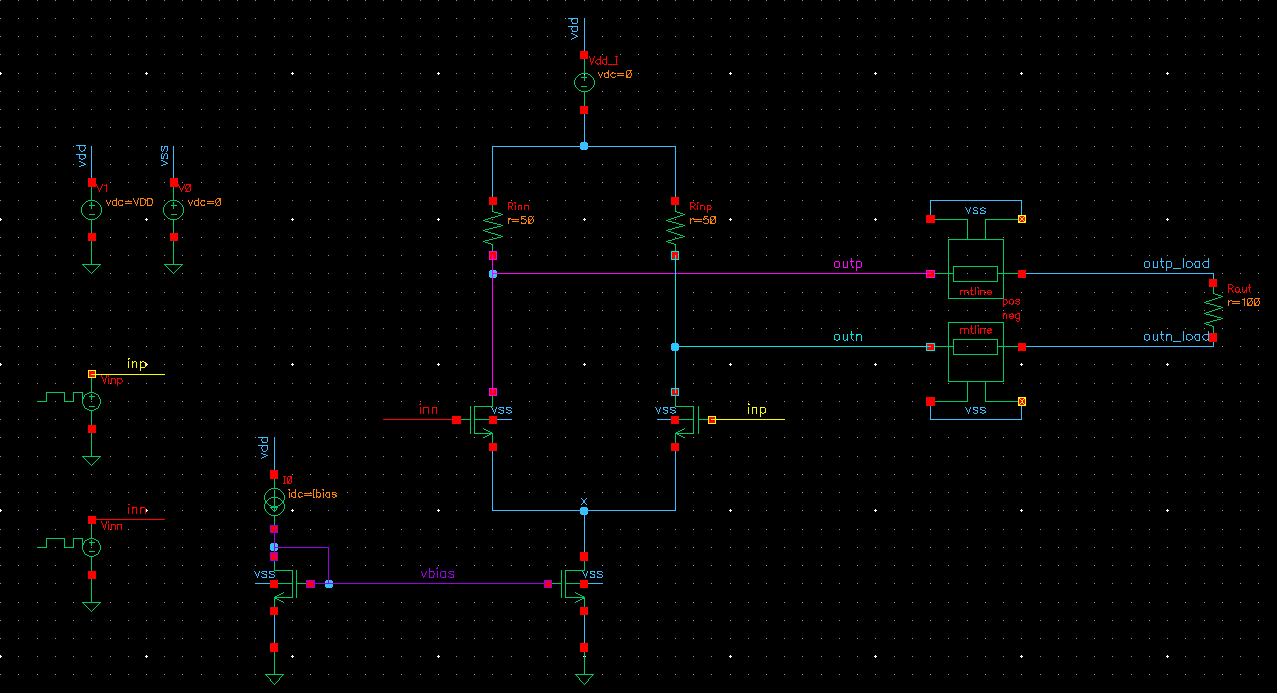 vdd
Vdd_I
vdc=0
vdd
vss
V1
vdc=VDD
V0
vdc=0
Rinn
r=50
Rinp
r=50
vss
outp
outp_load
mtline
pos
neg
Rout
r=100
mtline
outn
outn_load
inp
Vinp
inn
vss
vss
inp
vss
vdd
I0
idc=Ibias
x
inn
Vinn
vss
vbias
vss